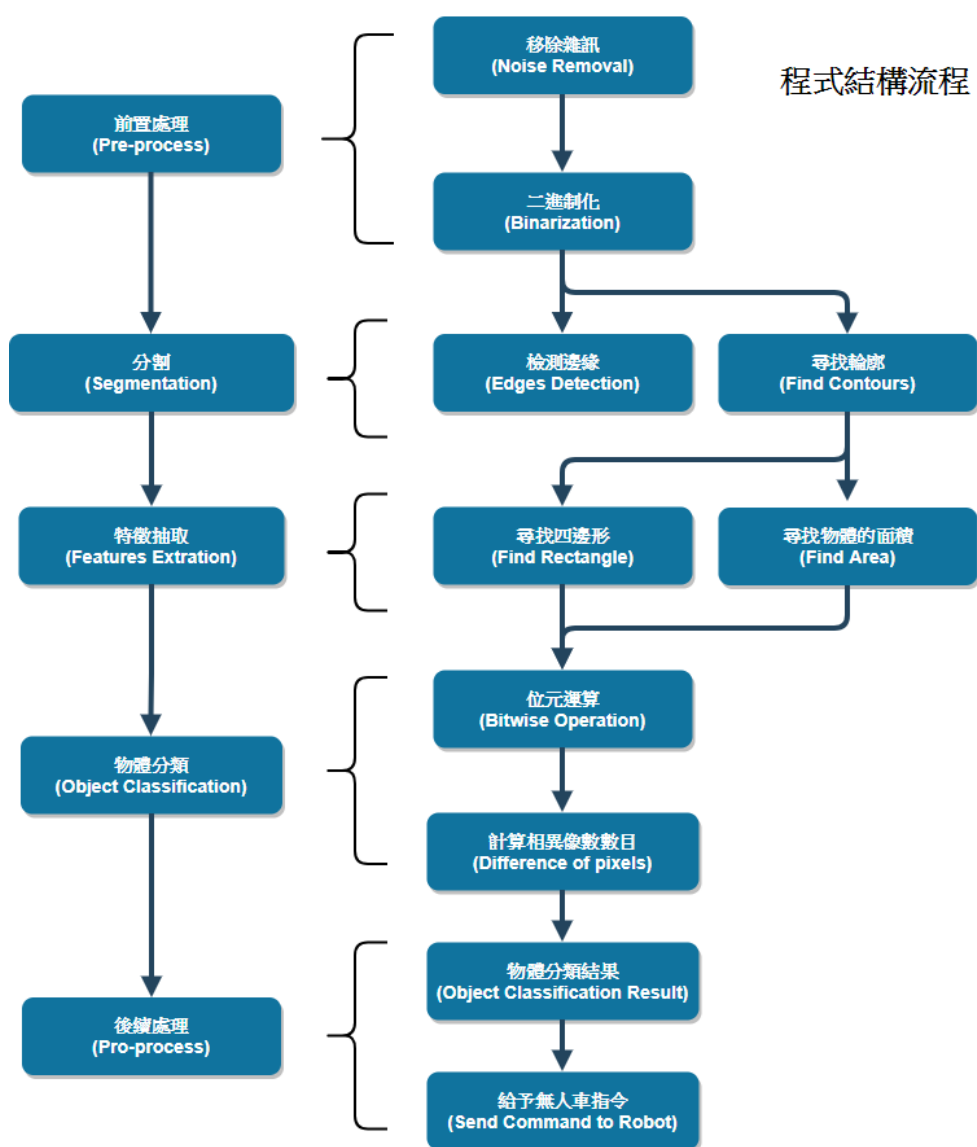 程式結構流程
前置處理
(Pre-process)
移除雜訊
(Noise Removal)
二進制化
(Binarization)
分割
(Segmentation)
檢測邊緣
(Edges Detection)
尋找輪廓
(Find Contours)
特徵抽取
(Features Extration)
尋找四邊形
(Find Rectangle)
尋找物體的面積
(Find Area)
物體分類
(Object Classification)
位元運算
(Bitwise Operation)
計算相異像數數目
(Difference of pixels)
後續處理
(Pro-process)
物體分類結果
(Object Classification Result)
給予無人車指令
(Send Command to Robot)